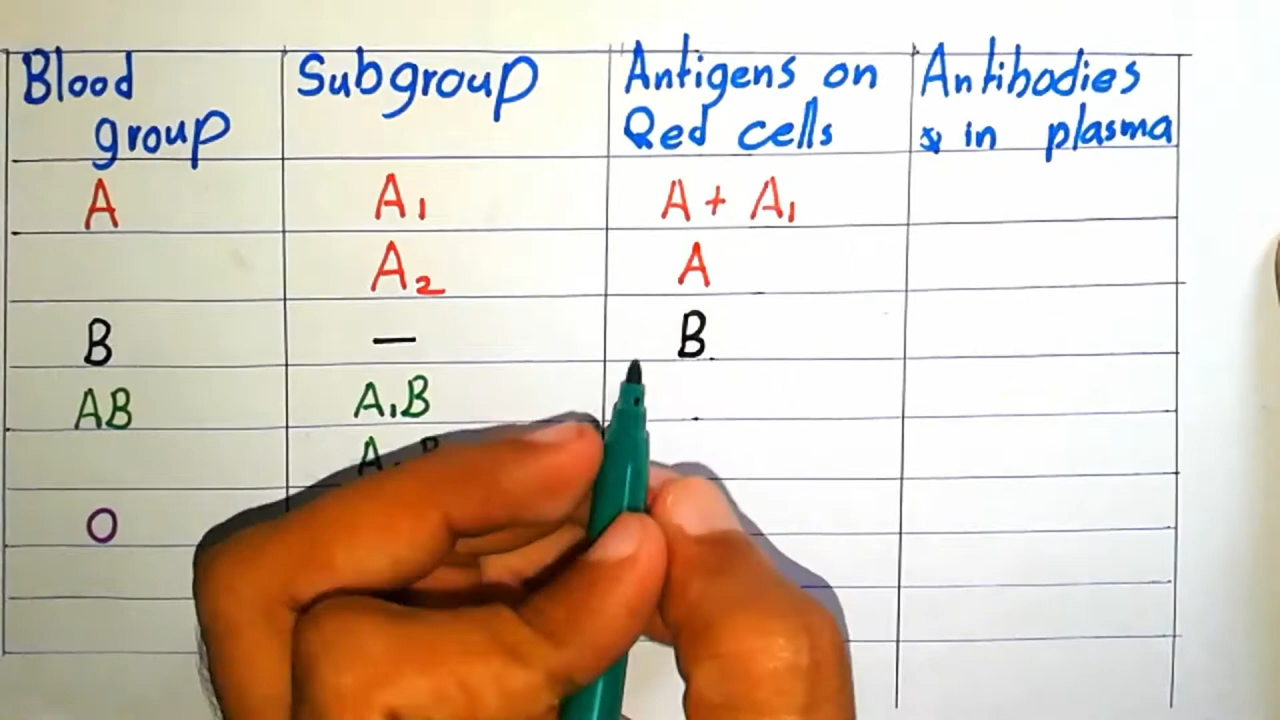 Blood group
Subgroup
Antigens on Red cells
Antibodies in plasma
A
A₁
A + A₁
A₂
A
B
—
B
AB
A₁B
O